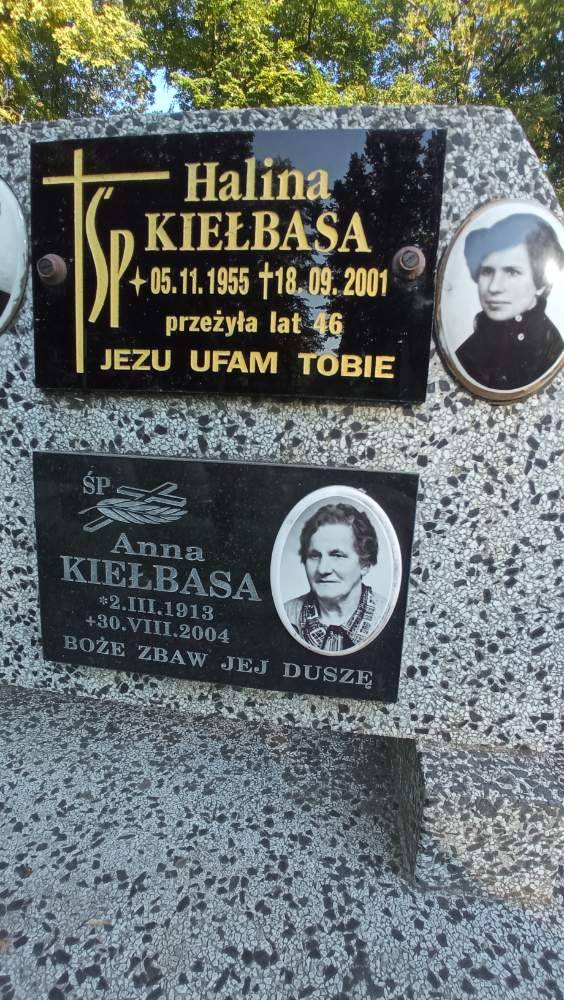 ŚP
Halina
KIEŁBASA
05.11.1955 †18.09.2001
przeżyła lat 46
JEZU UFAM TOBIE
ŚP
Anna
KIEŁBASA
*2.III.1913
+30.VIII.2004
BOŻE ZBAW JEJ DUSZĘ